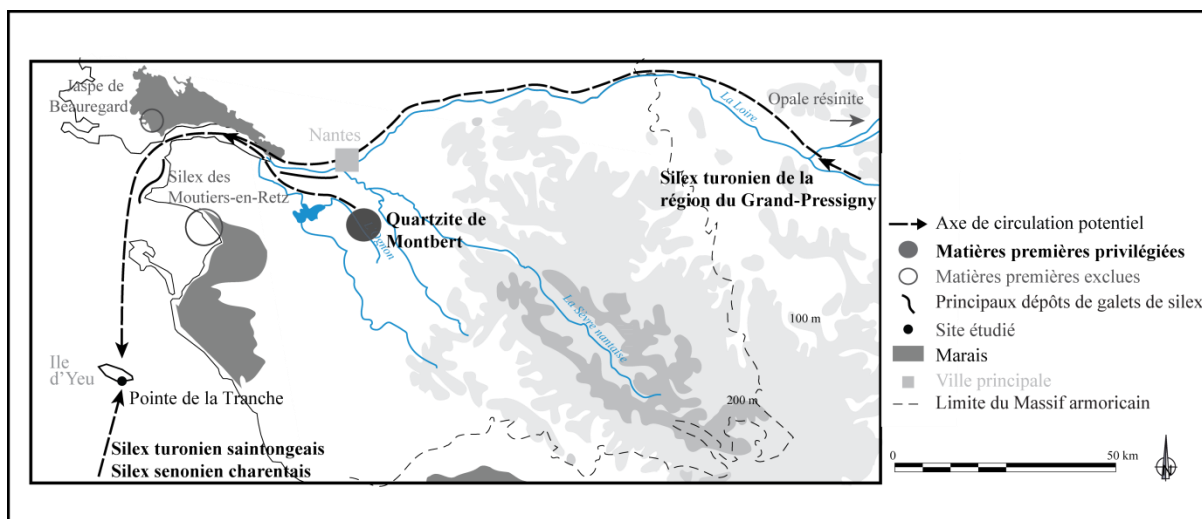 Jaspe de
Beauregard
Nantes
La Loire
Opale résinite
Silex des
Moutiers-en-Retz
Silex turonien de la
région du Grand-Pressigny
Quartzite de
Montbert
La Sèvre nantaise
100 m
200 m
Ile
d'Yeu
Pointe de la Tranche
Silex turonien saintongeais
Silex senonien charentais
Axe de circulation potentiel
Matières premières privilégiées
Matières premières exclues
Principaux dépôts de galets de silex
Site étudié
Marais
Ville principale
Limite du Massif armoricain
0
50 km
N